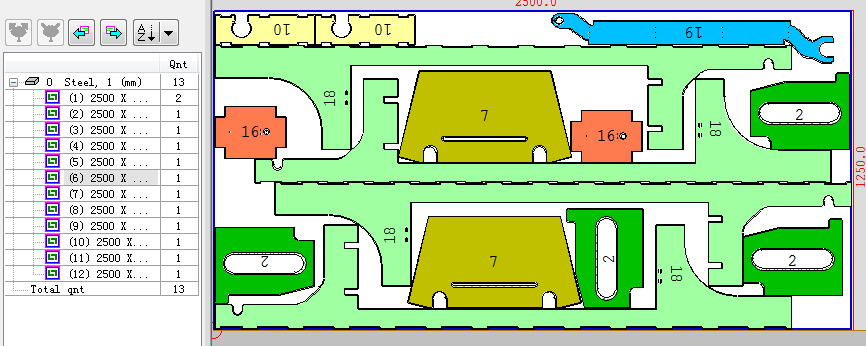 2500.0
A
Z
Qnt
0 Steel, 1 (mm) 13
(1) 2500 X ... 2
(2) 2500 X ... 1
(3) 2500 X ... 1
(4) 2500 X ... 1
(5) 2500 X ... 1
(6) 2500 X ... 1
(7) 2500 X ... 1
(8) 2500 X ... 1
(9) 2500 X ... 1
(10) 2500 X... 1
(11) 2500 X... 1
(12) 2500 X... 1
Total qnt 13
10
10
19
18
7
16
16
18
2
1250.0
2
18
7
2
18
2